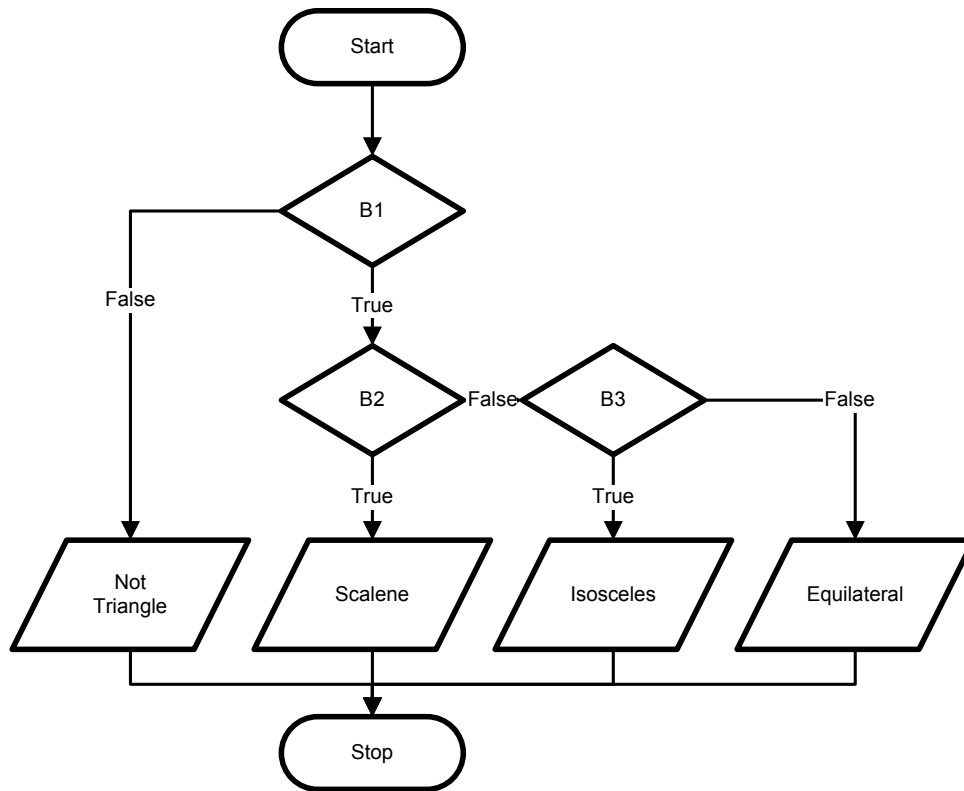 Start
B1
False
True
B2
False
B3
False
True
True
Not
Triangle
Scalene
Isosceles
Equilateral
Stop